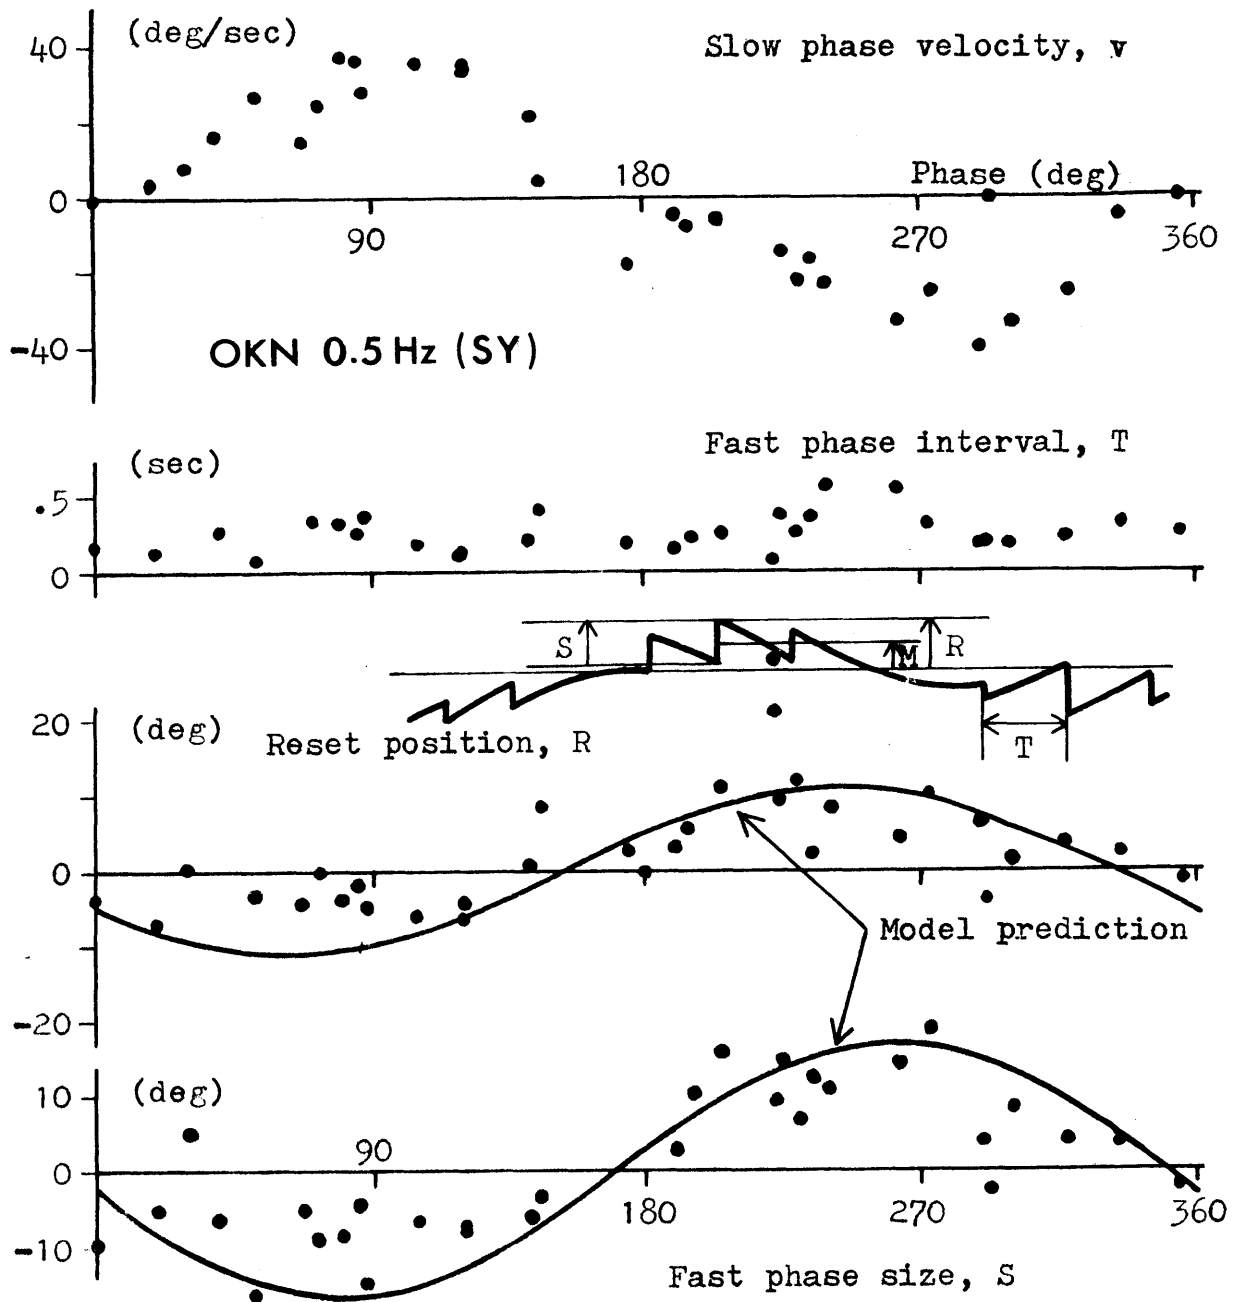 (deg/sec)
Slow phase velocity, v
40
0
-40
180
Phase (deg)
90
270
360
OKN 0.5 Hz (SY)
Fast phase interval, T
(sec)
.5
0
S
M
R
T
20
(deg)
Reset position, R
0
Model prediction
-20
10
(deg)
90
0
180
270
360
-10
Fast phase size, S